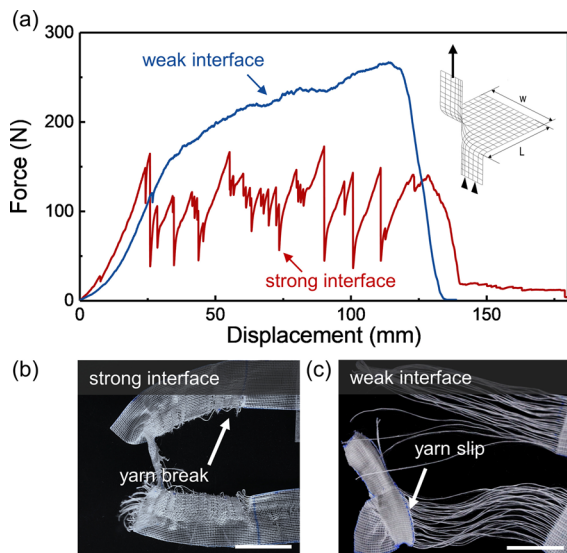 (a)
300
200
100
0
0
50
100
150
Force (N)
Displacement (mm)
weak interface
strong interface
w
L
(b)
strong interface
yarn break
(c)
weak interface
yarn slip